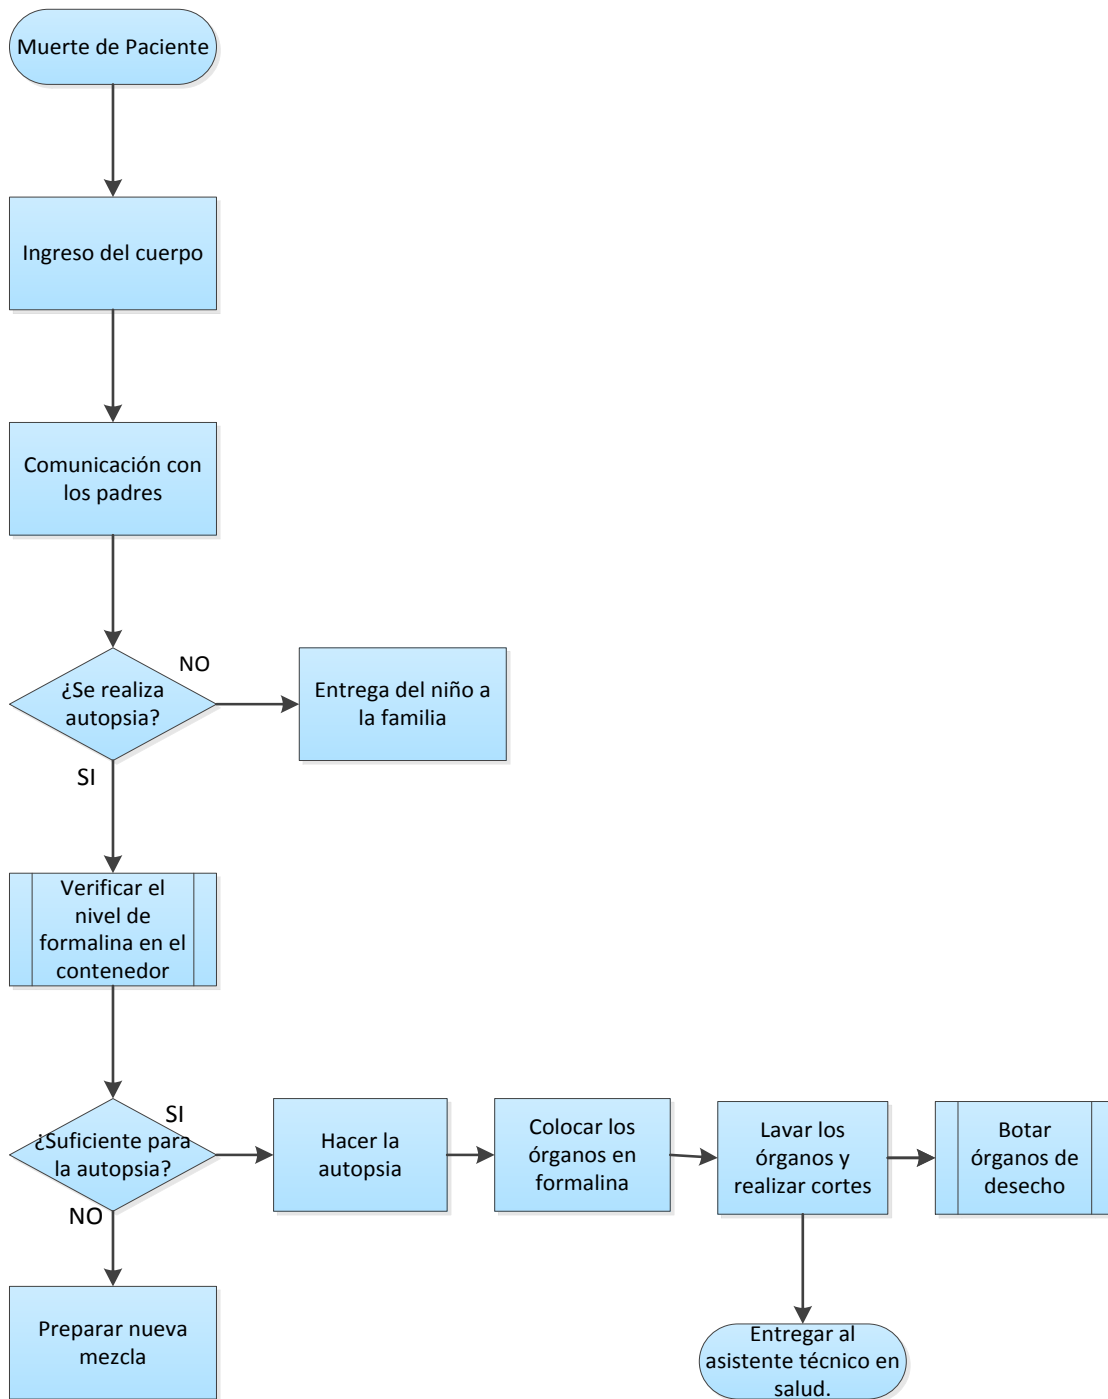 Muerte de Paciente
Ingreso del cuerpo
Comunicación con
los padres
¿Se realiza
autopsia?
NO
Entrega del niño a
la familia
SI
Verificar el
nivel de
formalina en el
contenedor
¿Suficiente para
la autopsia?
SI
Hacer la
autopsia
Colocar los
órganos en
formalina
Lavar los
órganos y
realizar cortes
Botar
órganos de
desecho
NO
Preparar nueva
mezcla
Entregar al
asistente técnico en
salud.